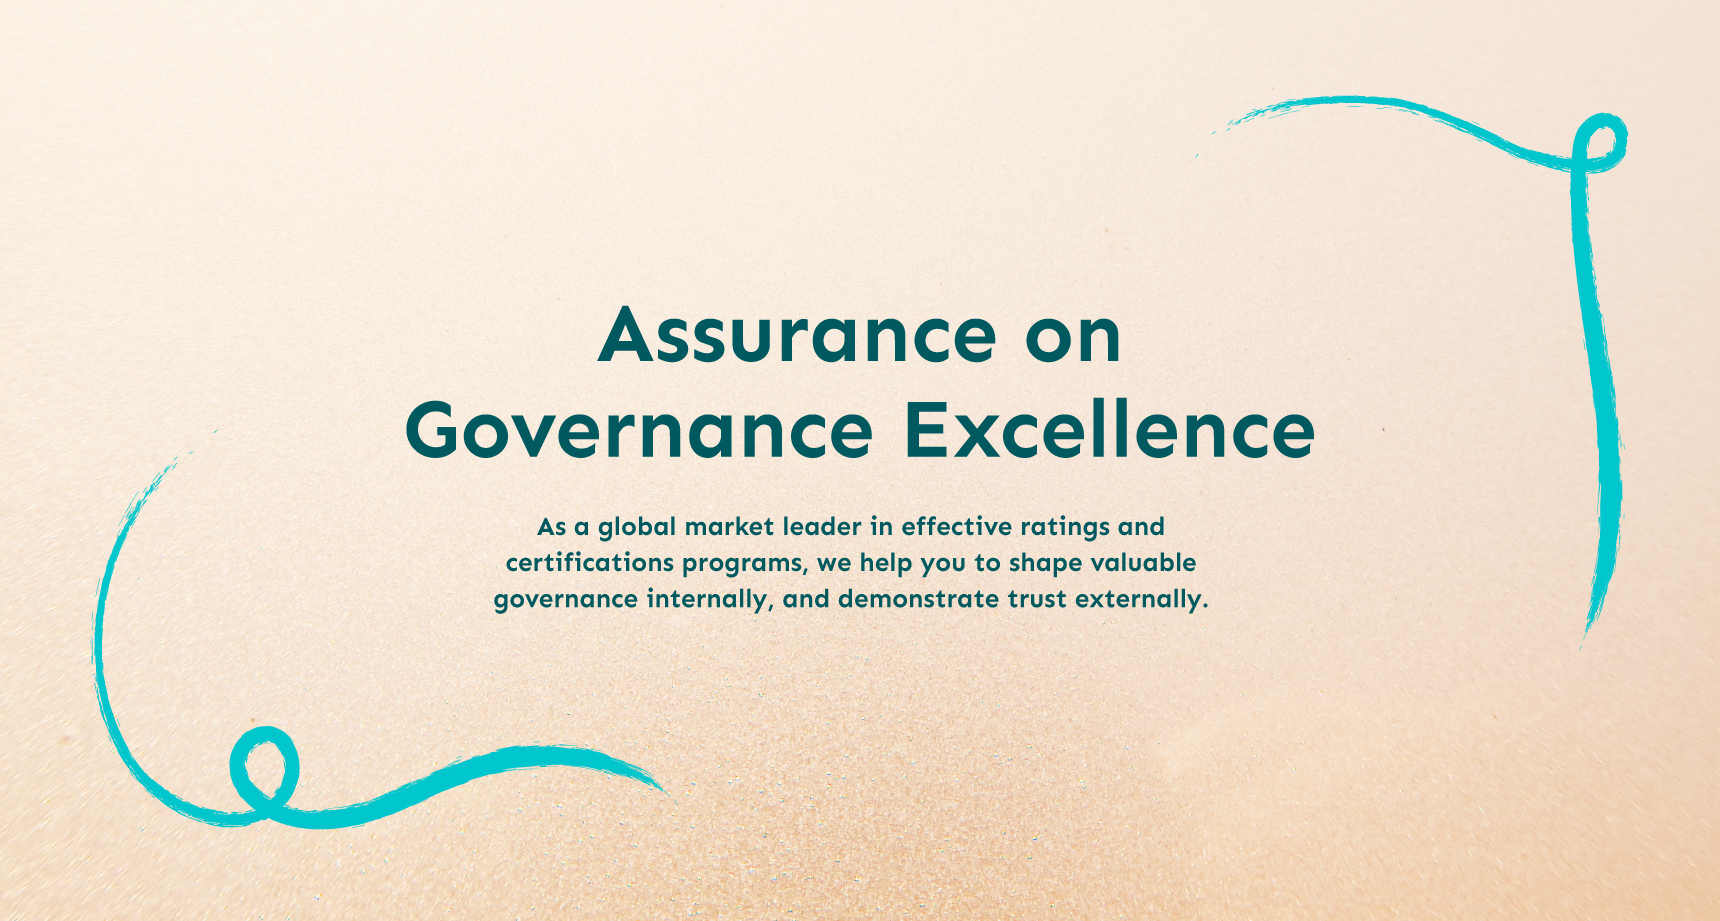 Assurance on
Governance Excellence
As a global market leader in effective ratings and
certifications programs, we help you to shape valuable
governance internally, and demonstrate trust externally.